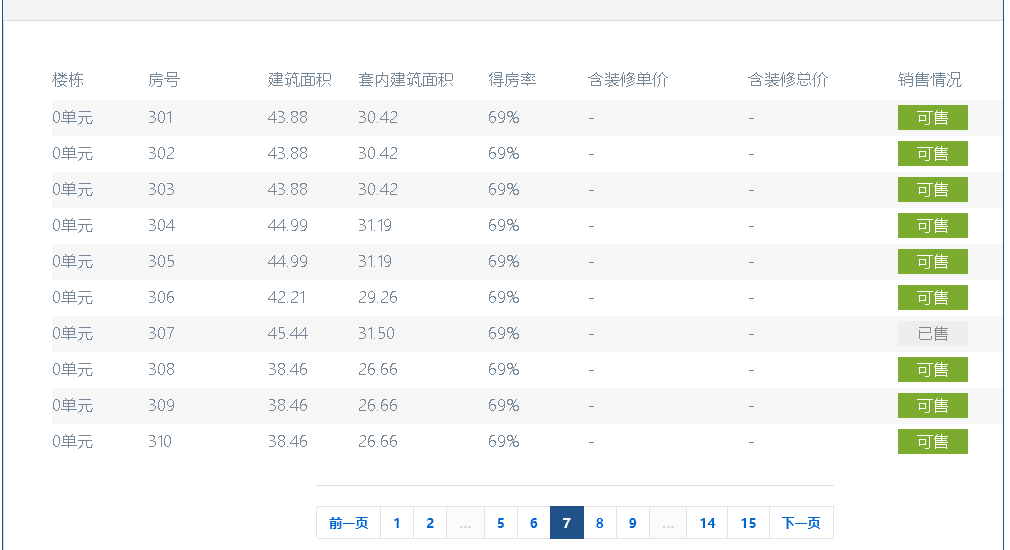 楼栋 房号 建筑面积 套内建筑面积 得房率 含装修单价 含装修总价 销售情况
0单元 301 43.88 30.42 69% - - 可售
0单元 302 43.88 30.42 69% - - 可售
0单元 303 43.88 30.42 69% - - 可售
0单元 304 44.99 31.19 69% - - 可售
0单元 305 44.99 31.19 69% - - 可售
0单元 306 42.21 29.26 69% - - 可售
0单元 307 45.44 31.50 69% - - 已售
0单元 308 38.46 26.66 69% - - 可售
0单元 309 38.46 26.66 69% - - 可售
0单元 310 38.46 26.66 69% - - 可售
前一页 1 2 ... 5 6 7 8 9 ... 14 15 下一页